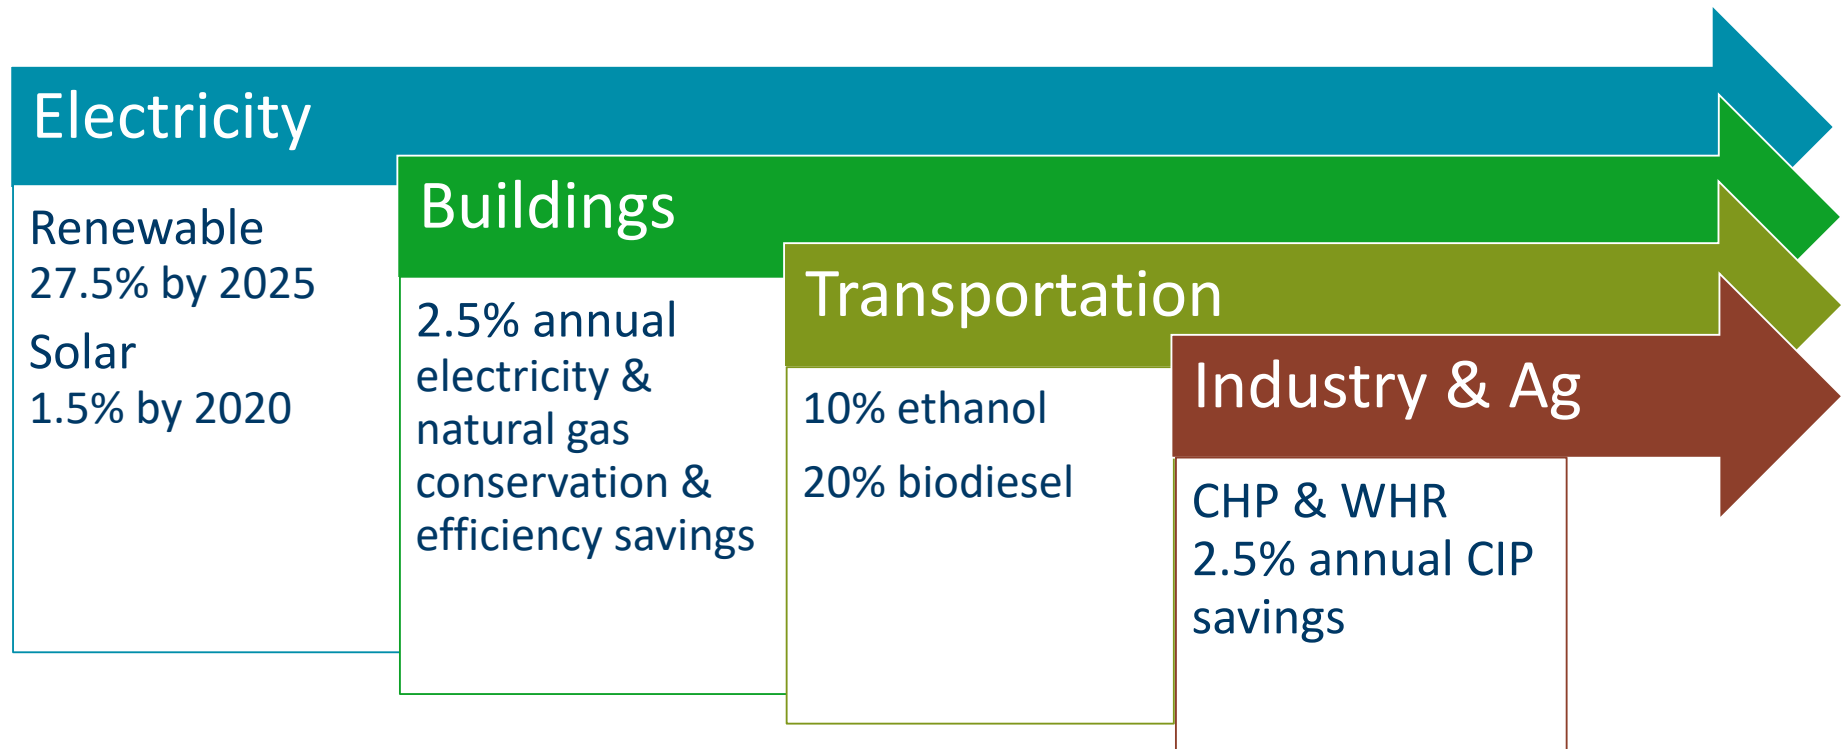 Electricity
Renewable
27.5% by 2025
Solar
1.5% by 2020
Buildings
2.5% annual
electricity &
natural gas
conservation &
efficiency savings
Transportation
10% ethanol
20% biodiesel
Industry & Ag
CHP & WHR
2.5% annual CIP
savings